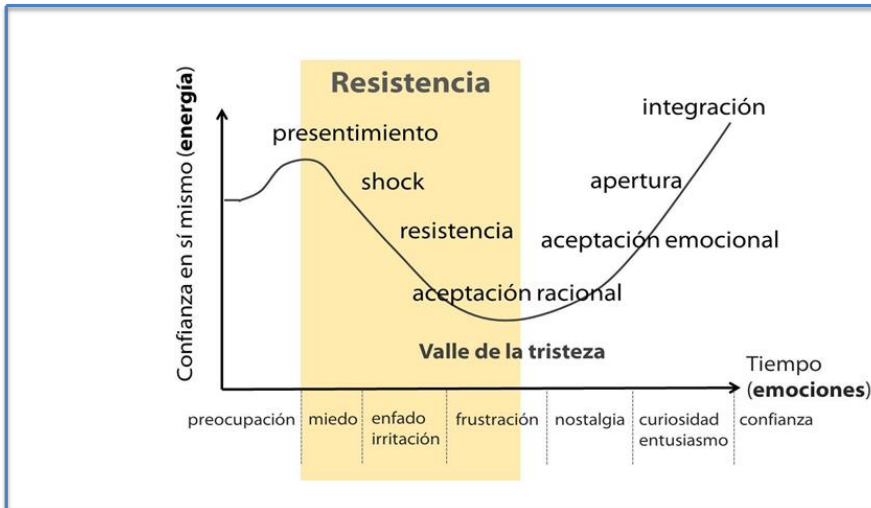 Resistencia
Confianza en sí mismo (energía)
presentimiento
shock
resistencia
aceptación racional
Valle de la tristeza
aceptación emocional
apertura
integración
Tiempo
(emociones)
preocupación
miedo
enfado
irritación
frustración
nostalgia
curiosidad
entusiasmo
confianza